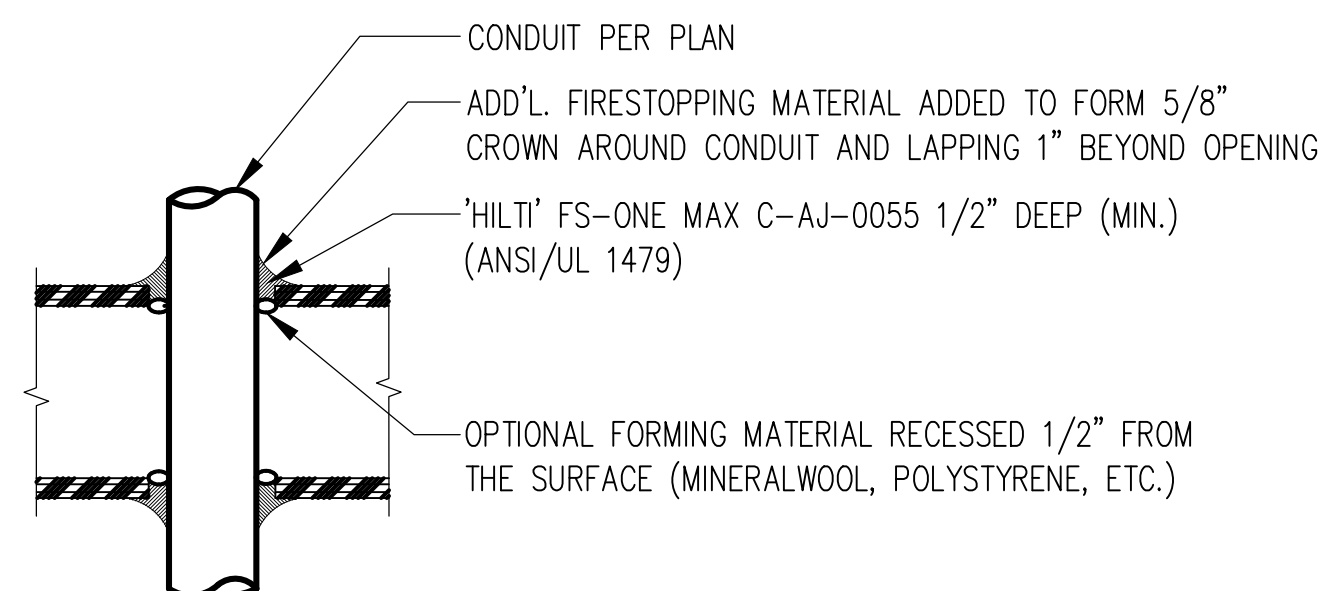 CONDUIT PER PLAN
ADD'L. FIRESTOPPING MATERIAL ADDED TO FORM 5/8"
CROWN AROUND CONDUIT AND LAPPING 1" BEYOND OPENING
'HILTI' FS-ONE MAX C-AJ-0055 1/2" DEEP (MIN.)
(ANSI/UL 1479)
OPTIONAL FORMING MATERIAL RECESSED 1/2" FROM
THE SURFACE (MINERALWOOL, POLYSTYRENE, ETC.)